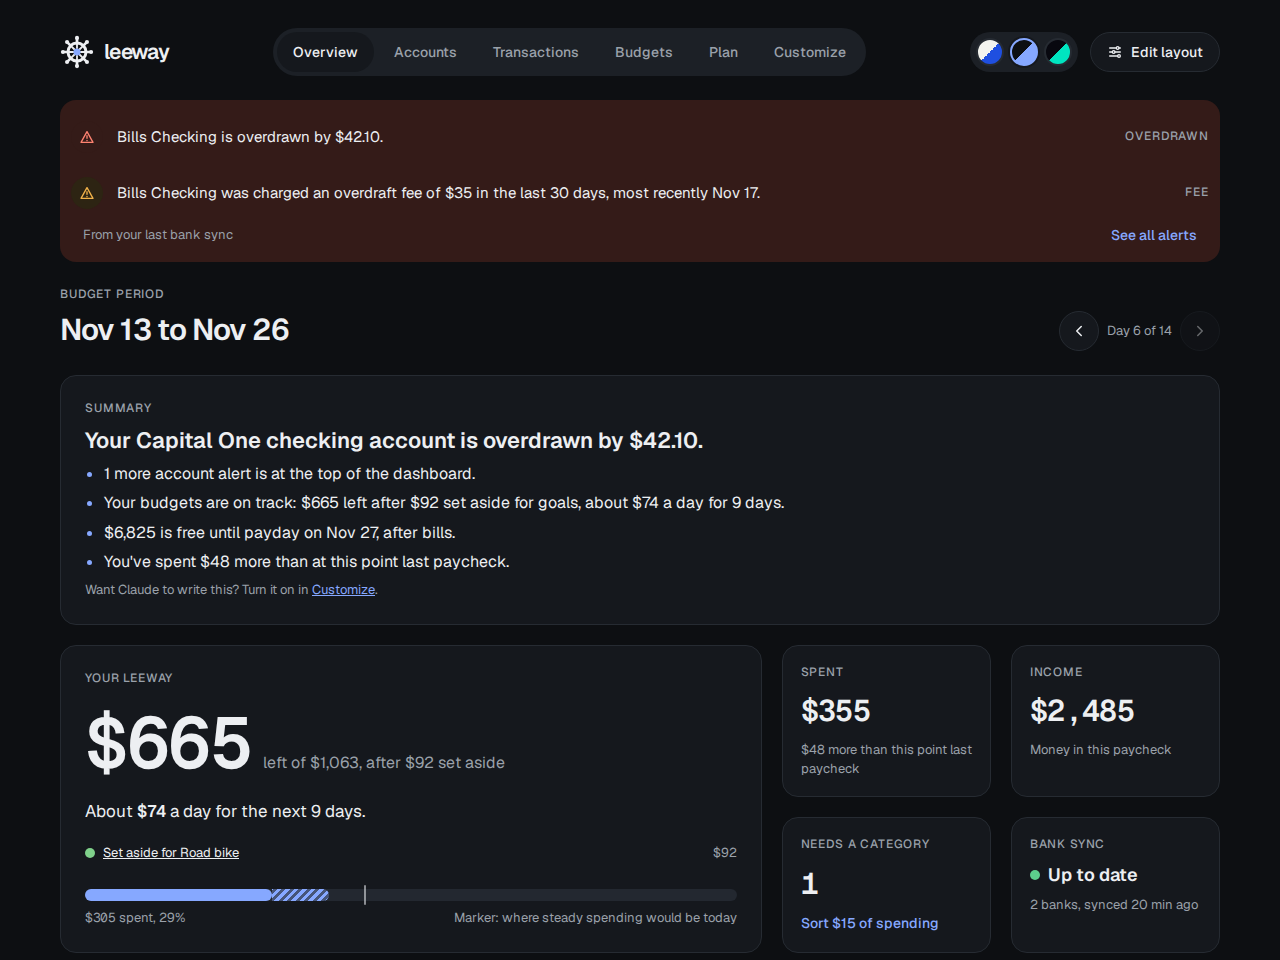 leeway
Overview
Accounts
Transactions
Budgets
Plan
Customize
Edit layout
Bills Checking is overdrawn by $42.10.
OVERDRAWN
Bills Checking was charged an overdraft fee of $35 in the last 30 days, most recently Nov 17.
FEE
From your last bank sync
See all alerts
BUDGET PERIOD
Nov 13 to Nov 26
Day 6 of 14
SUMMARY
Your Capital One checking account is overdrawn by $42.10.
1 more account alert is at the top of the dashboard.
Your budgets are on track: $665 left after $92 set aside for goals, about $74 a day for 9 days.
$6,825 is free until payday on Nov 27, after bills.
You've spent $48 more than at this point last paycheck.
Want Claude to write this? Turn it on in Customize.
YOUR LEEWAY
$665 left of $1,063, after $92 set aside
About $74 a day for the next 9 days.
Set aside for Road bike
$92
$305 spent, 29%
Marker: where steady spending would be today
SPENT
$355
$48 more than this point last
paycheck
INCOME
$2,485
Money in this paycheck
NEEDS A CATEGORY
1
Sort $15 of spending
BANK SYNC
Up to date
2 banks, synced 20 min ago